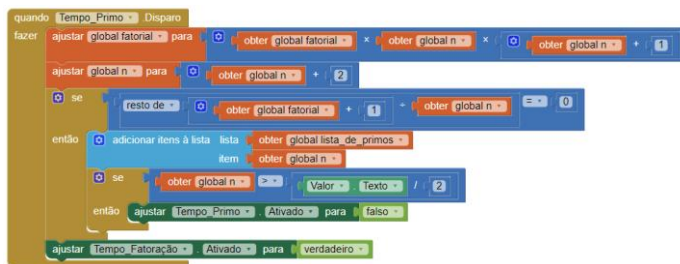 quando Tempo_Primo .Disparo
fazer ajustar global fatorial para obter global fatorial × obter global n × obter global n + 1
ajustar global n para obter global n + 2
se resto de obter global fatorial + 1 ÷ obter global n = 0
então adicionar itens à lista lista obter global lista_de_primos
item obter global n
se obter global n > Valor . Texto / 2
então ajustar Tempo_Primo . Ativado para falso
ajustar Tempo_Fatoração . Ativado para verdadeiro